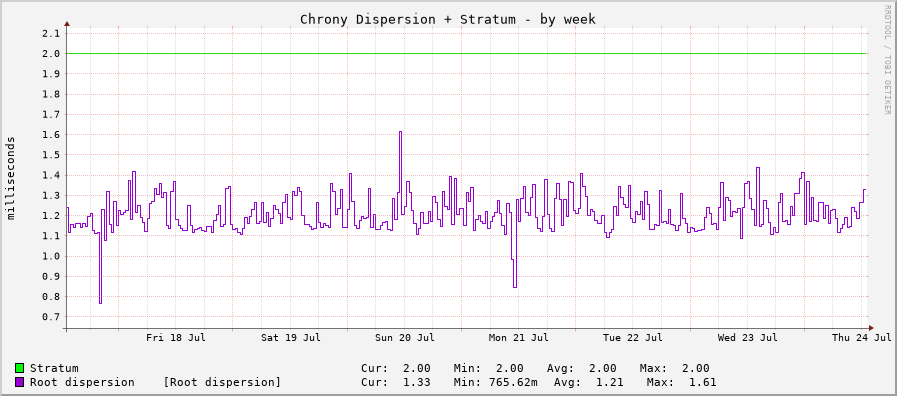 Chrony Dispersion + Stratum - by week
RRDTOOL / TOBI OETIKER
milliseconds
2.1
2.0
1.9
1.8
1.7
1.6
1.5
1.4
1.3
1.2
1.1
1.0
0.9
0.8
0.7
Fri 18 Jul Sat 19 Jul Sun 20 Jul Mon 21 Jul Tue 22 Jul Wed 23 Jul Thu 24 Jul
Stratum Cur: 2.00 Min: 2.00 Avg: 2.00 Max: 2.00
Root dispersion [Root dispersion] Cur: 1.33 Min: 765.62m Avg: 1.21 Max: 1.61